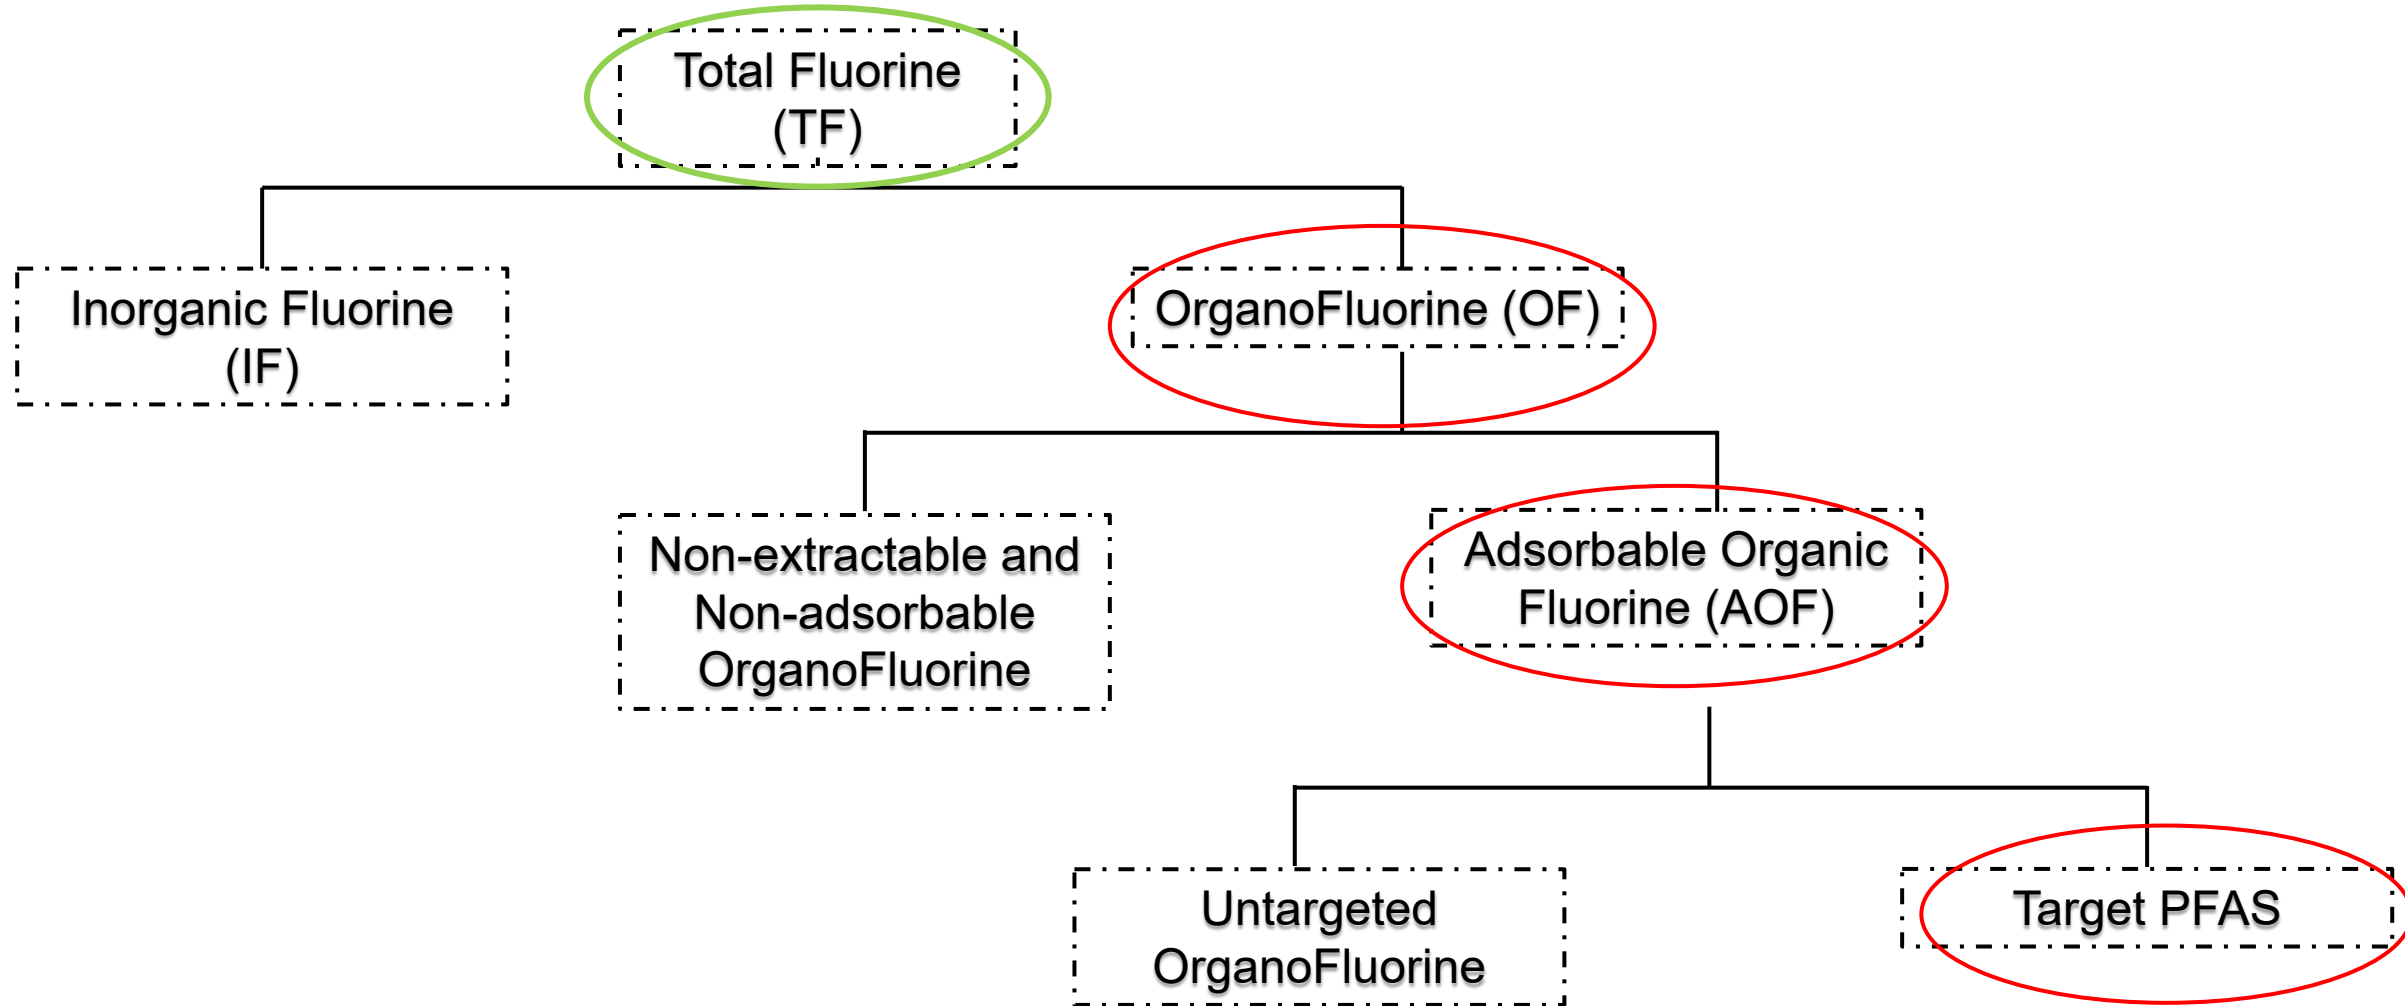 Total Fluorine
(TF)
Inorganic Fluorine
(IF)
OrganoFluorine (OF)
Non-extractable and
Non-adsorbable
OrganoFluorine
Adsorbable Organic
Fluorine (AOF)
Untargeted
OrganoFluorine
Target PFAS